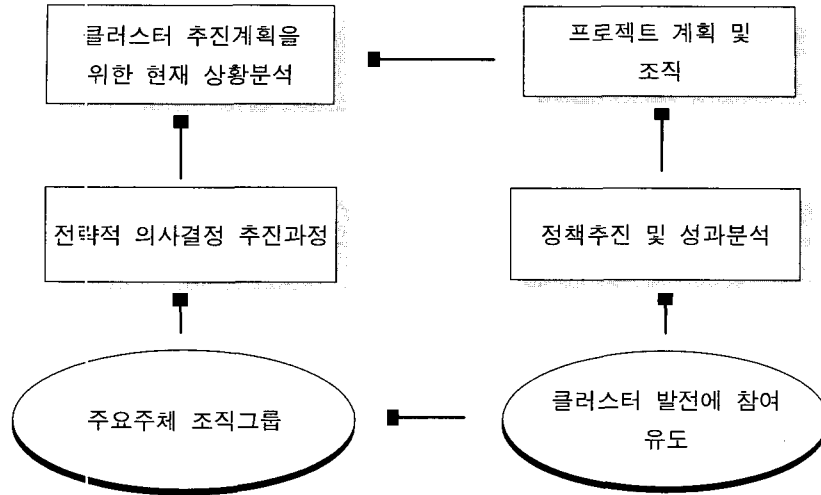 클러스터 추진계획을
위한 현재 상황분석
프로젝트 계획 및
조직
전략적 의사결정 추진과정
정책추진 및 성과분석
주요주체 조직그룹
클러스터 발전에 참여
유도